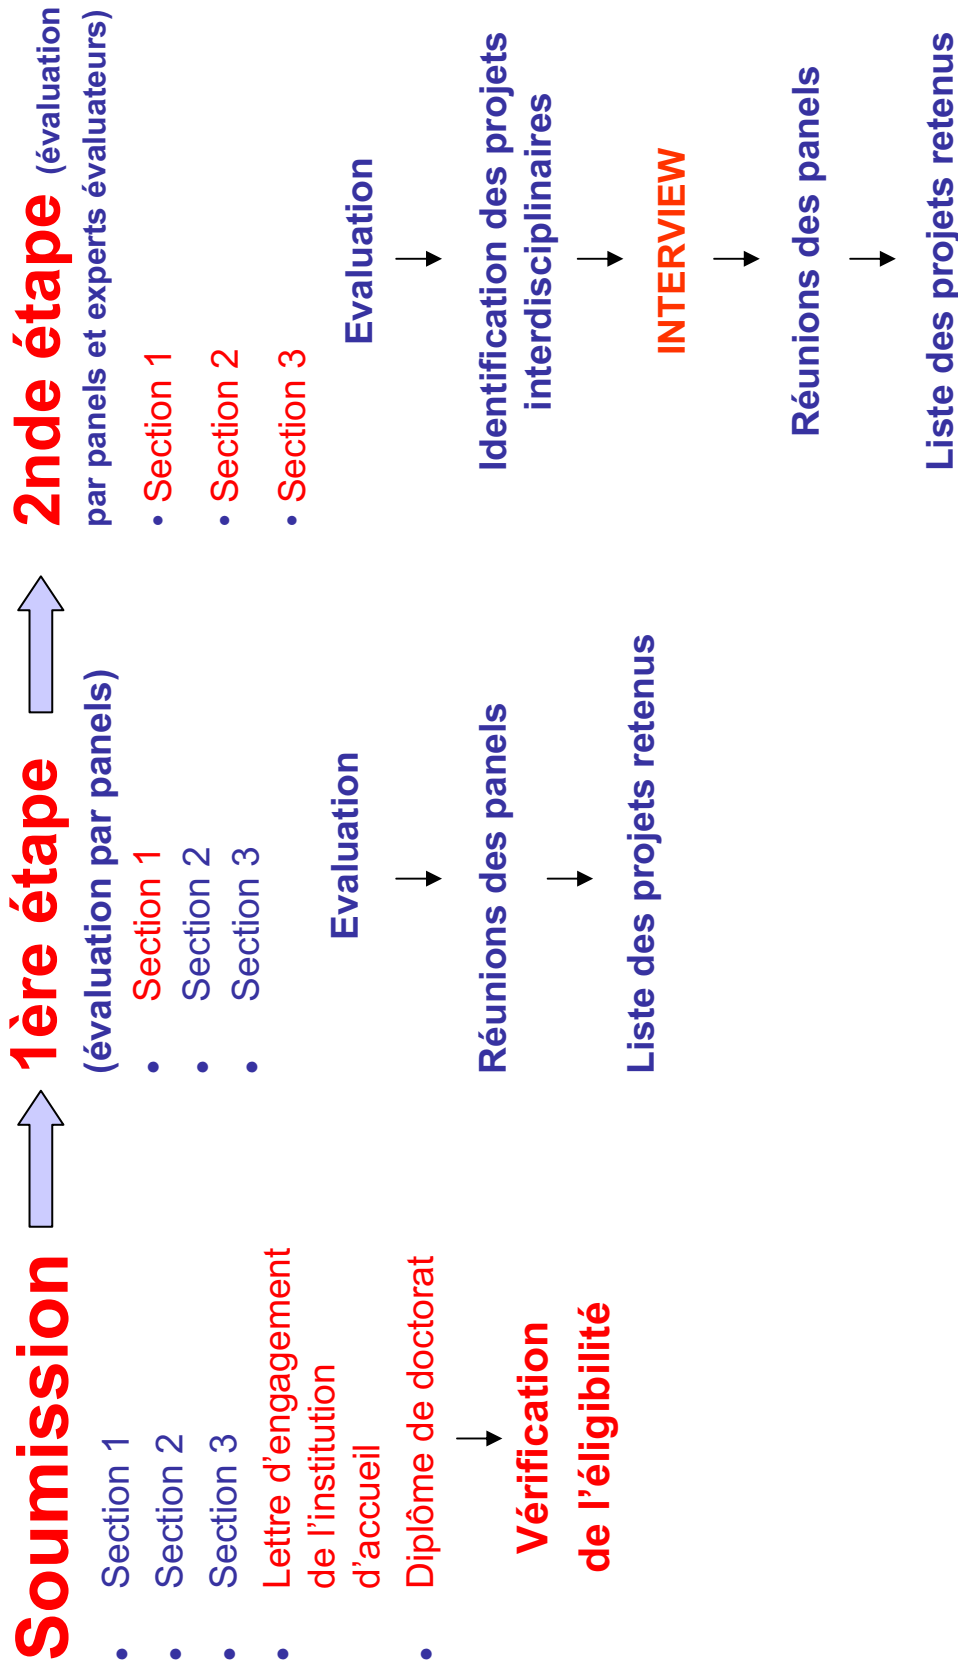 Soumission
• Section 1
• Section 2
• Section 3
• Lettre d’engagement
de l’institution
d’accueil
• Diplôme de doctorat
Vérification
de l’éligibilité
1ère étape
(évaluation par panels)
• Section 1
• Section 2
• Section 3
Evaluation
Réunions des panels
Liste des projets retenus
2nde étape (évaluation
par panels et experts évaluateurs)
• Section 1
• Section 2
• Section 3
Evaluation
Identification des projets
interdisciplinaires
INTERVIEW
Réunions des panels
Liste des projets retenus